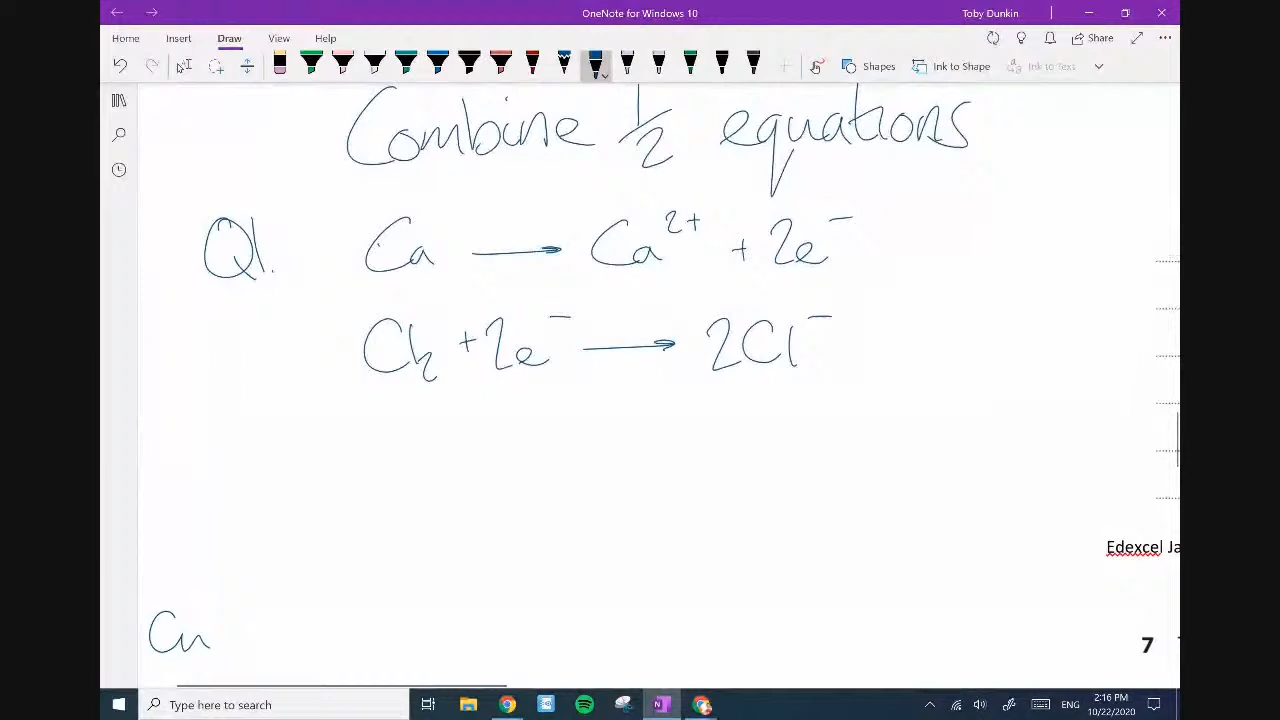 OneNote for Windows 10
Toby Dunkin
Home Insert Draw View Help
Share
Shapes Ink to Shape Ink to Text
Combine 1/2 equations
Q1. Ca → Ca²⁺ + 2e⁻
Cl₂ + 2e⁻ → 2Cl⁻
Edexcel Ja
Cu
7
Type here to search
ENG
2:16 PM
10/22/2020